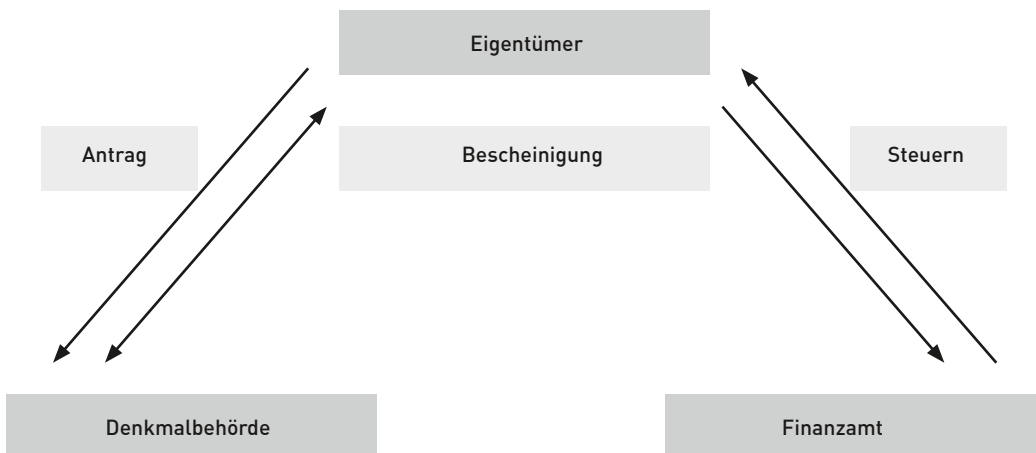 Eigentümer
Antrag
Bescheinigung
Steuern
Denkmalbehörde
Finanzamt